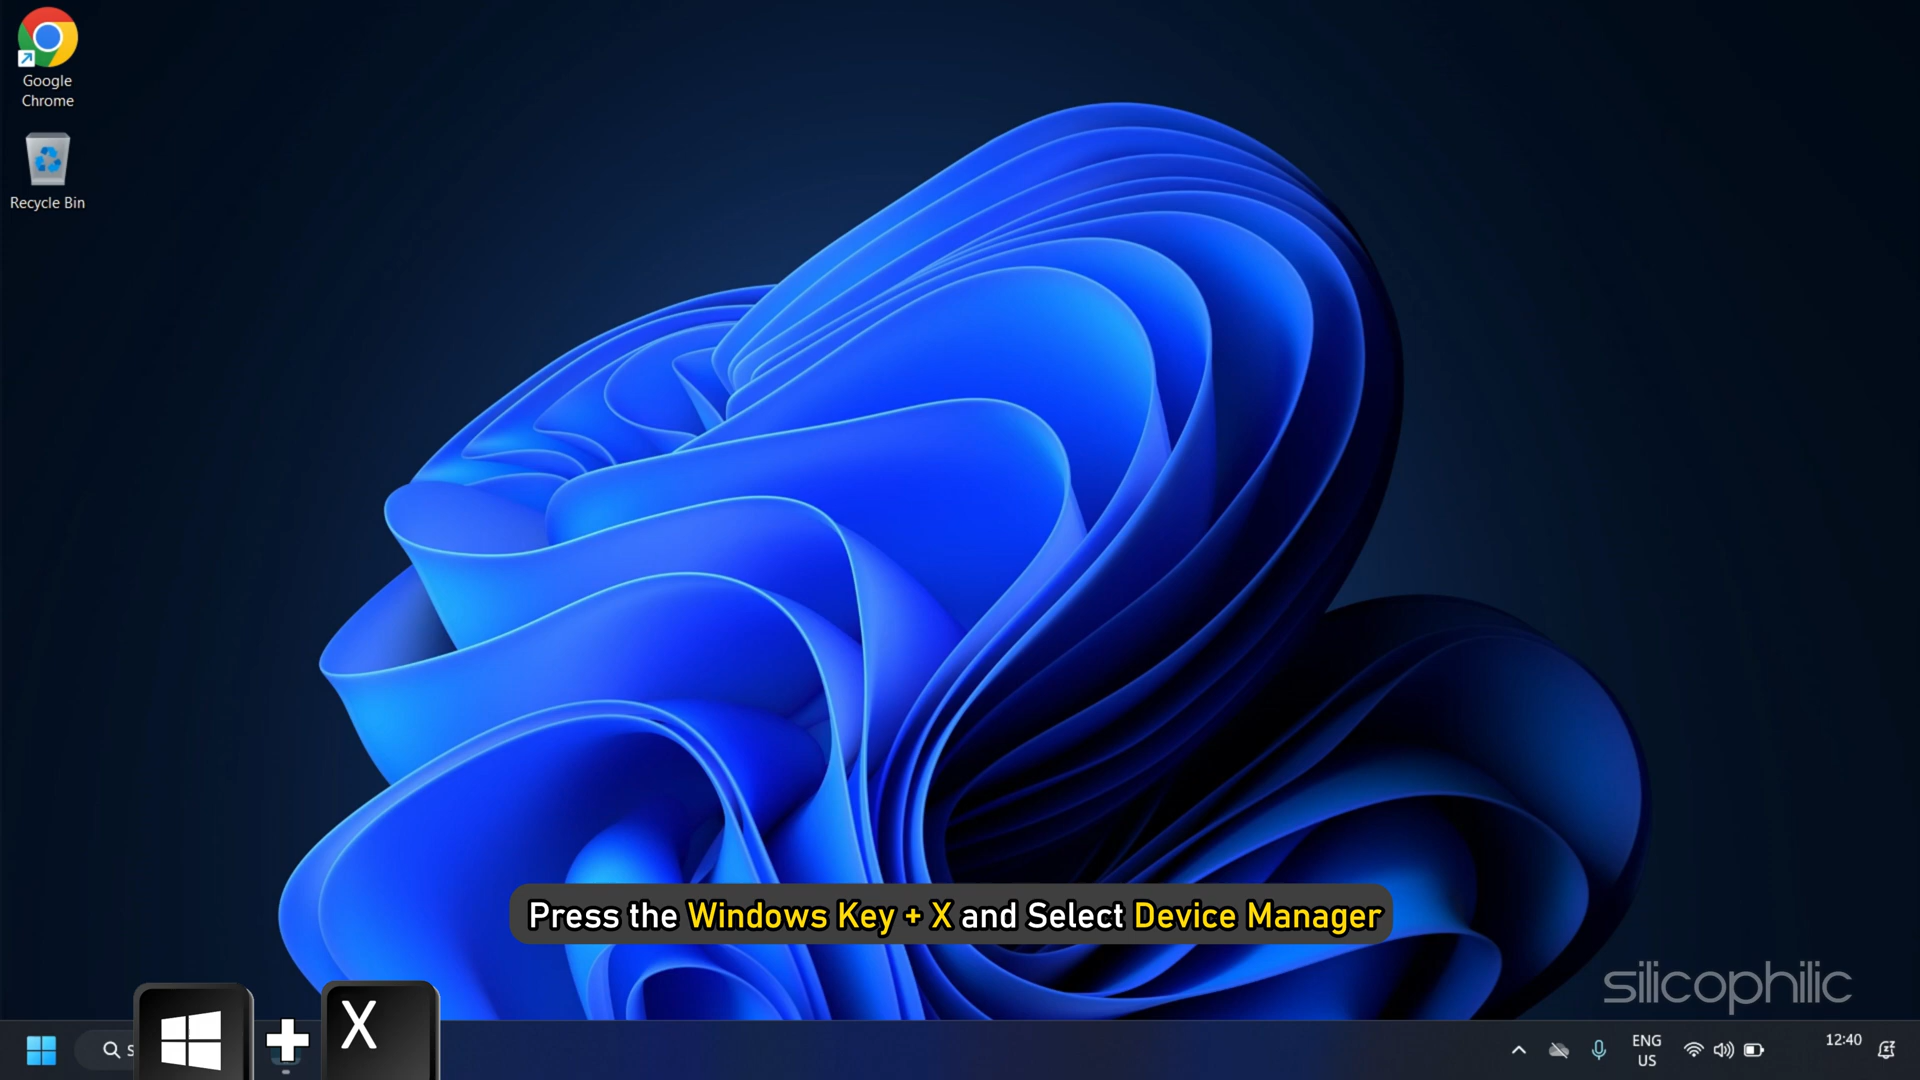 Google
Chrome
Recycle Bin
Press the Windows Key + X and Select Device Manager
silicophilic
S
X
ENG
US
12:40